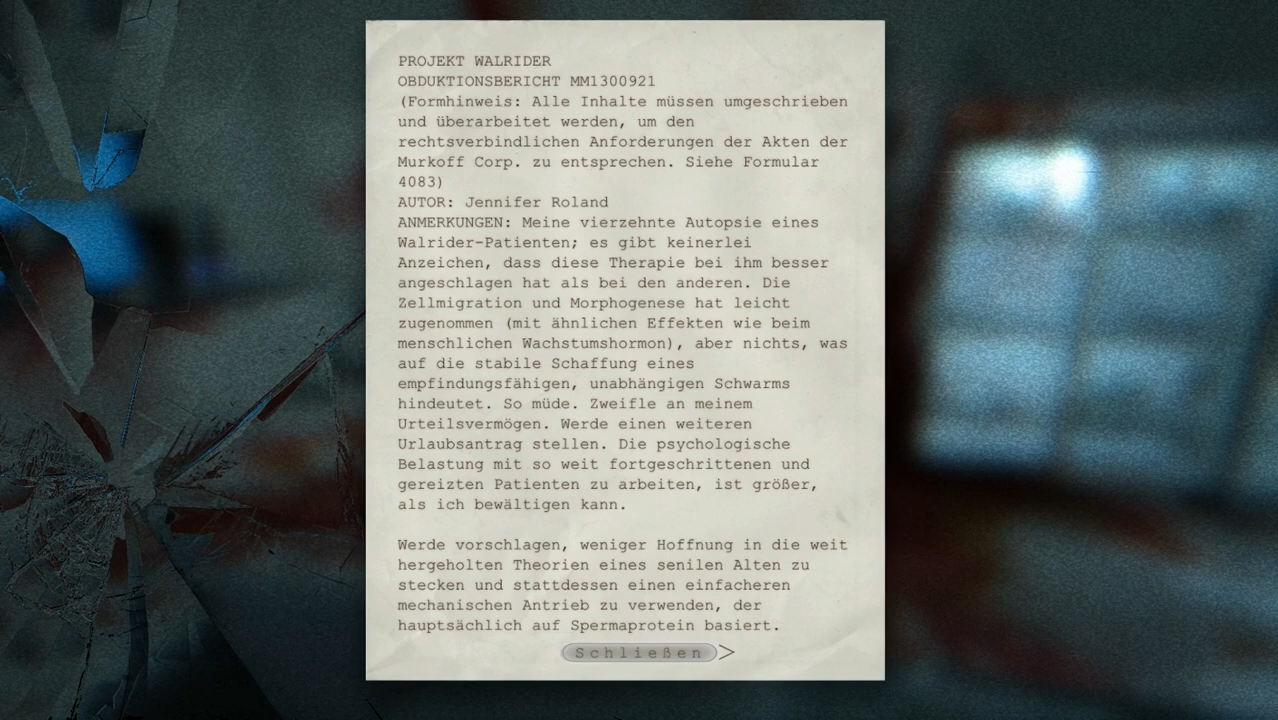 PROJEKT WALRIDER
OBDUKTIONSBERICHT MM1300921
(Formhinweis: Alle Inhalte müssen umgeschrieben
und überarbeitet werden, um den
rechtsverbindlichen Anforderungen der Akten der
Murkoff Corp. zu entsprechen. Siehe Formular
4083)
AUTOR: Jennifer Roland
ANMERKUNGEN: Meine vierzehnte Autopsie eines
Walrider-Patienten; es gibt keinerlei
Anzeichen, dass diese Therapie bei ihm besser
angeschlagen hat als bei den anderen. Die
Zellmigration und Morphogenese hat leicht
zugenommen (mit ähnlichen Effekten wie beim
menschlichen Wachstumshormon), aber nichts, was
auf die stabile Schaffung eines
empfindungsfähigen, unabhängigen Schwarms
hindeutet. So müde. Zweifle an meinem
Urteilsvermögen. Werde einen weiteren
Urlaubsantrag stellen. Die psychologische
Belastung mit so weit fortgeschrittenen und
gereizten Patienten zu arbeiten, ist größer,
als ich bewältigen kann.
Werde vorschlagen, weniger Hoffnung in die weit
hergeholten Theorien eines senilen Alten zu
stecken und stattdessen einen einfacheren
mechanischen Antrieb zu verwenden, der
hauptsächlich auf Spermaprotein basiert.
Schließen >